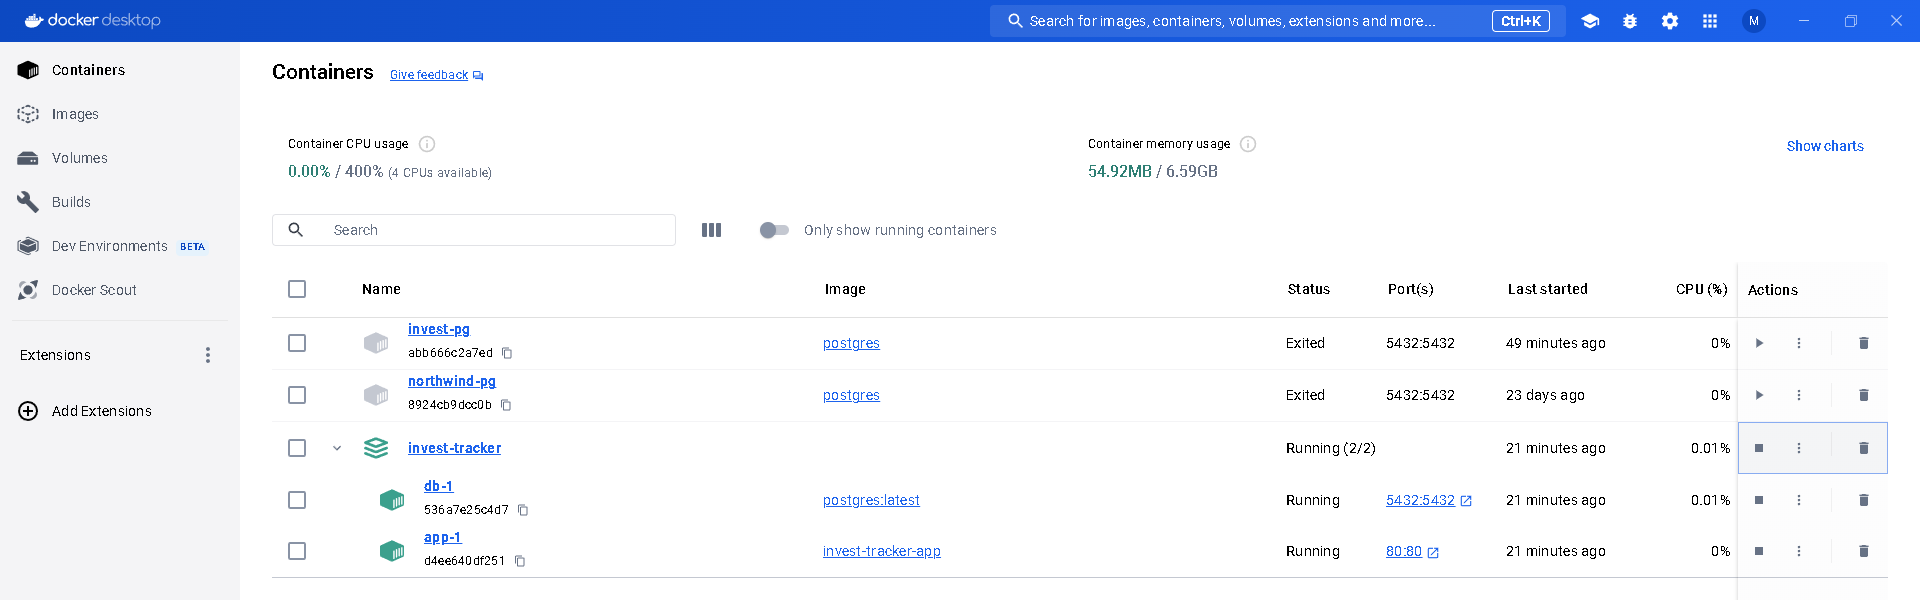 docker desktop
Search for images, containers, volumes, extensions and more... Ctrl+K
M
Containers
Images
Volumes
Builds
Dev Environments BETA
Docker Scout
Extensions
Add Extensions
Containers Give feedback
Container CPU usage
0.00% / 400% (4 CPUs available)
Container memory usage
54.92MB / 6.59GB
Show charts
Search
Only show running containers
Name Image Status Port(s) Last started CPU (%) Actions
invest-pg
abb666c2a7ed
postgres Exited 5432:5432 49 minutes ago 0%
northwind-pg
8924cb9dcc0b
postgres Exited 5432:5432 23 days ago 0%
invest-tracker Running (2/2) 21 minutes ago 0.01%
db-1
536a7e25c4d7
postgres:latest Running 5432:5432 21 minutes ago 0.01%
app-1
d4ee640df251
invest-tracker-app Running 80:80 21 minutes ago 0%